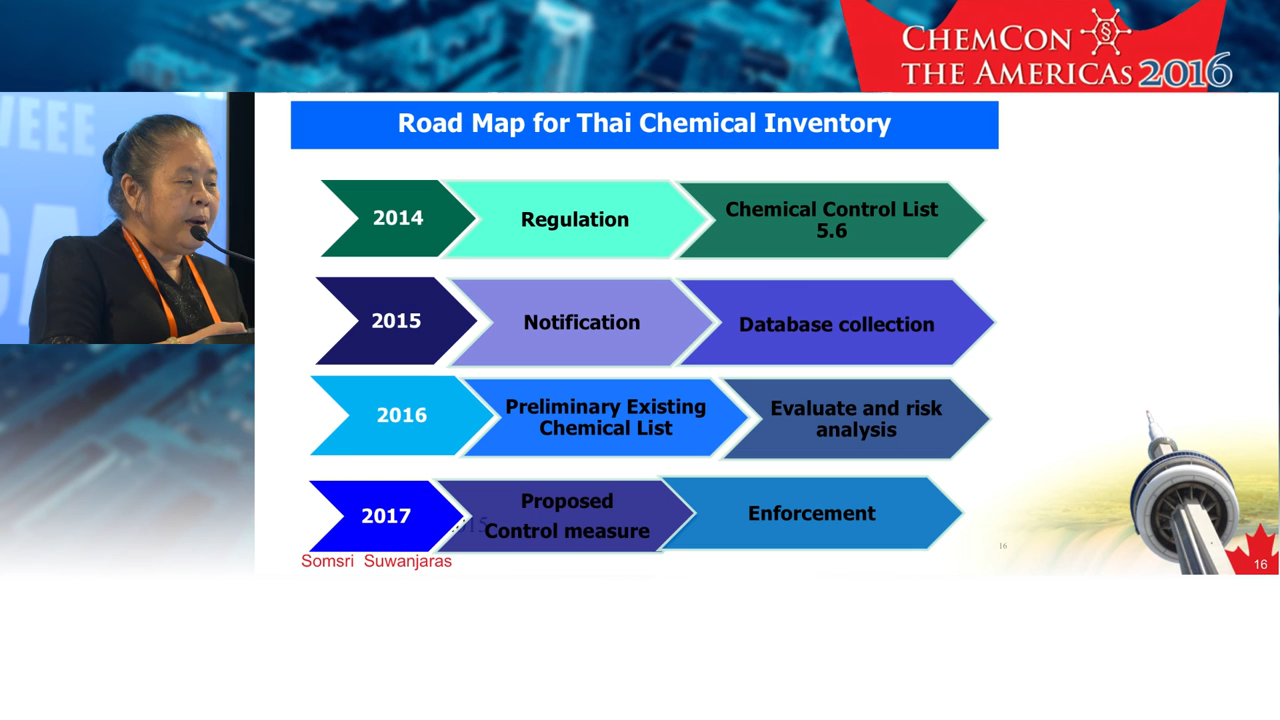 CHEMCON §
THE AMERICAS 2016
Road Map for Thai Chemical Inventory
2014
Regulation
Chemical Control List
5.6
2015
Notification
Database collection
2016
Preliminary Existing
Chemical List
Evaluate and risk
analysis
2017
Proposed
Control measure
Enforcement
Somsri Suwanjaras
16
16